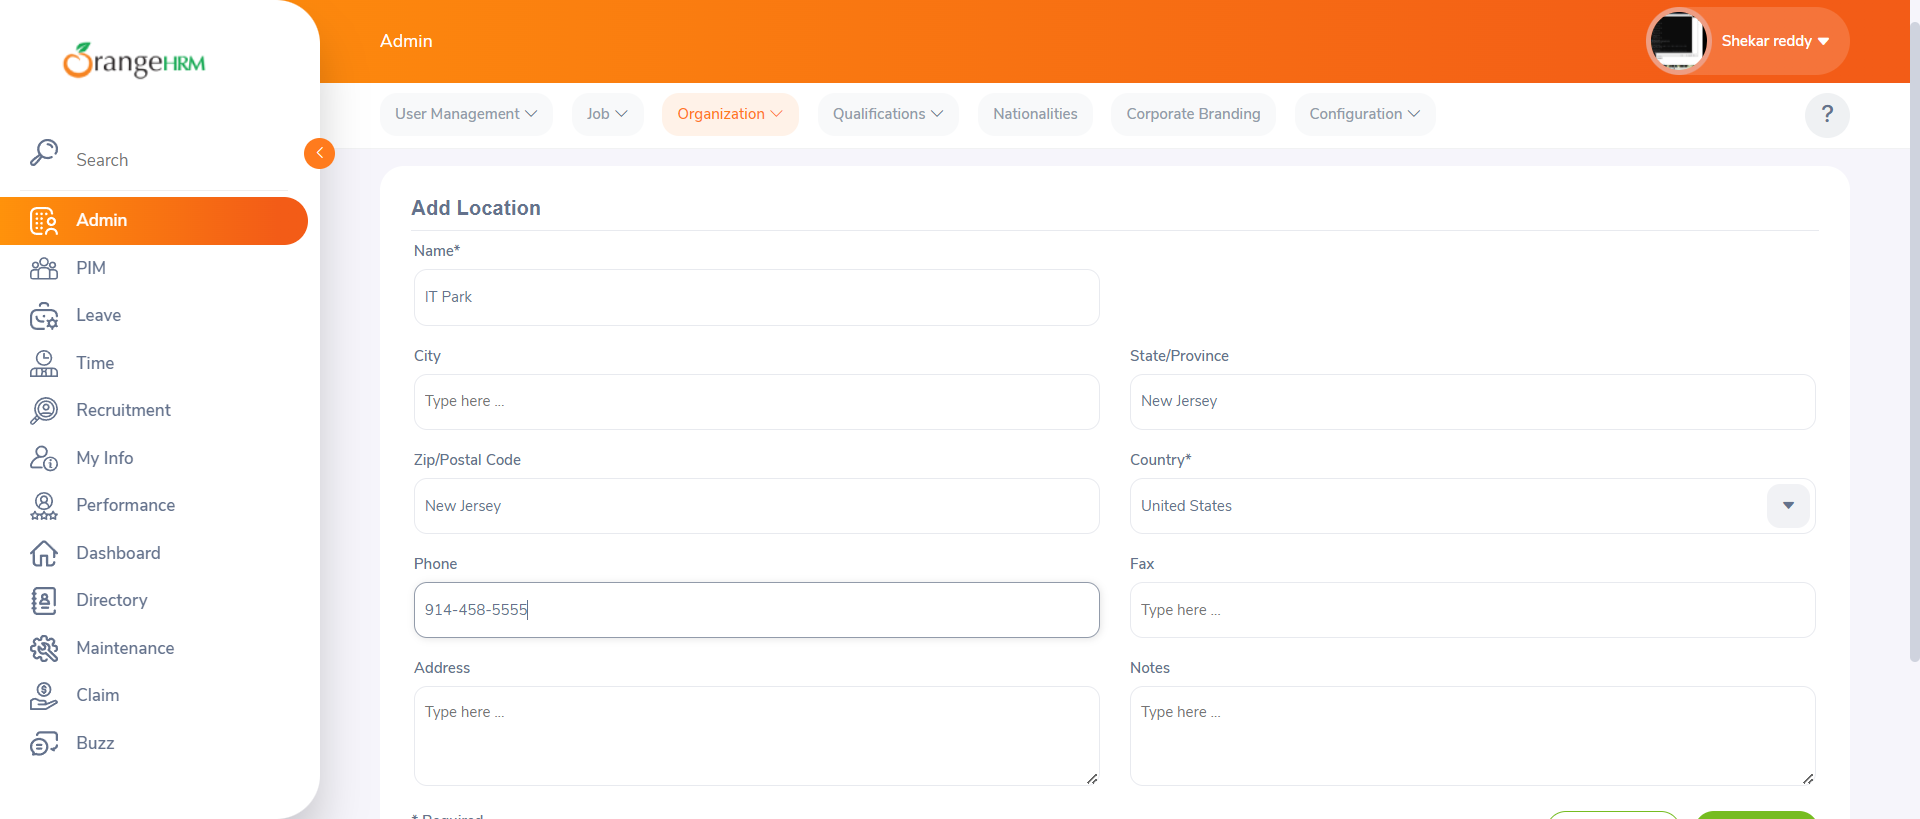 OrangeHRM
Search
Admin
PIM
Leave
Time
Recruitment
My Info
Performance
Dashboard
Directory
Maintenance
Claim
Buzz
Admin
Shekar reddy
User Management
Job
Organization
Qualifications
Nationalities
Corporate Branding
Configuration
?
Add Location
Name*
IT Park
City
Type here ...
State/Province
New Jersey
Zip/Postal Code
New Jersey
Country*
United States
Phone
914-458-5555
Fax
Type here ...
Address
Type here ...
Notes
Type here ...
* Required